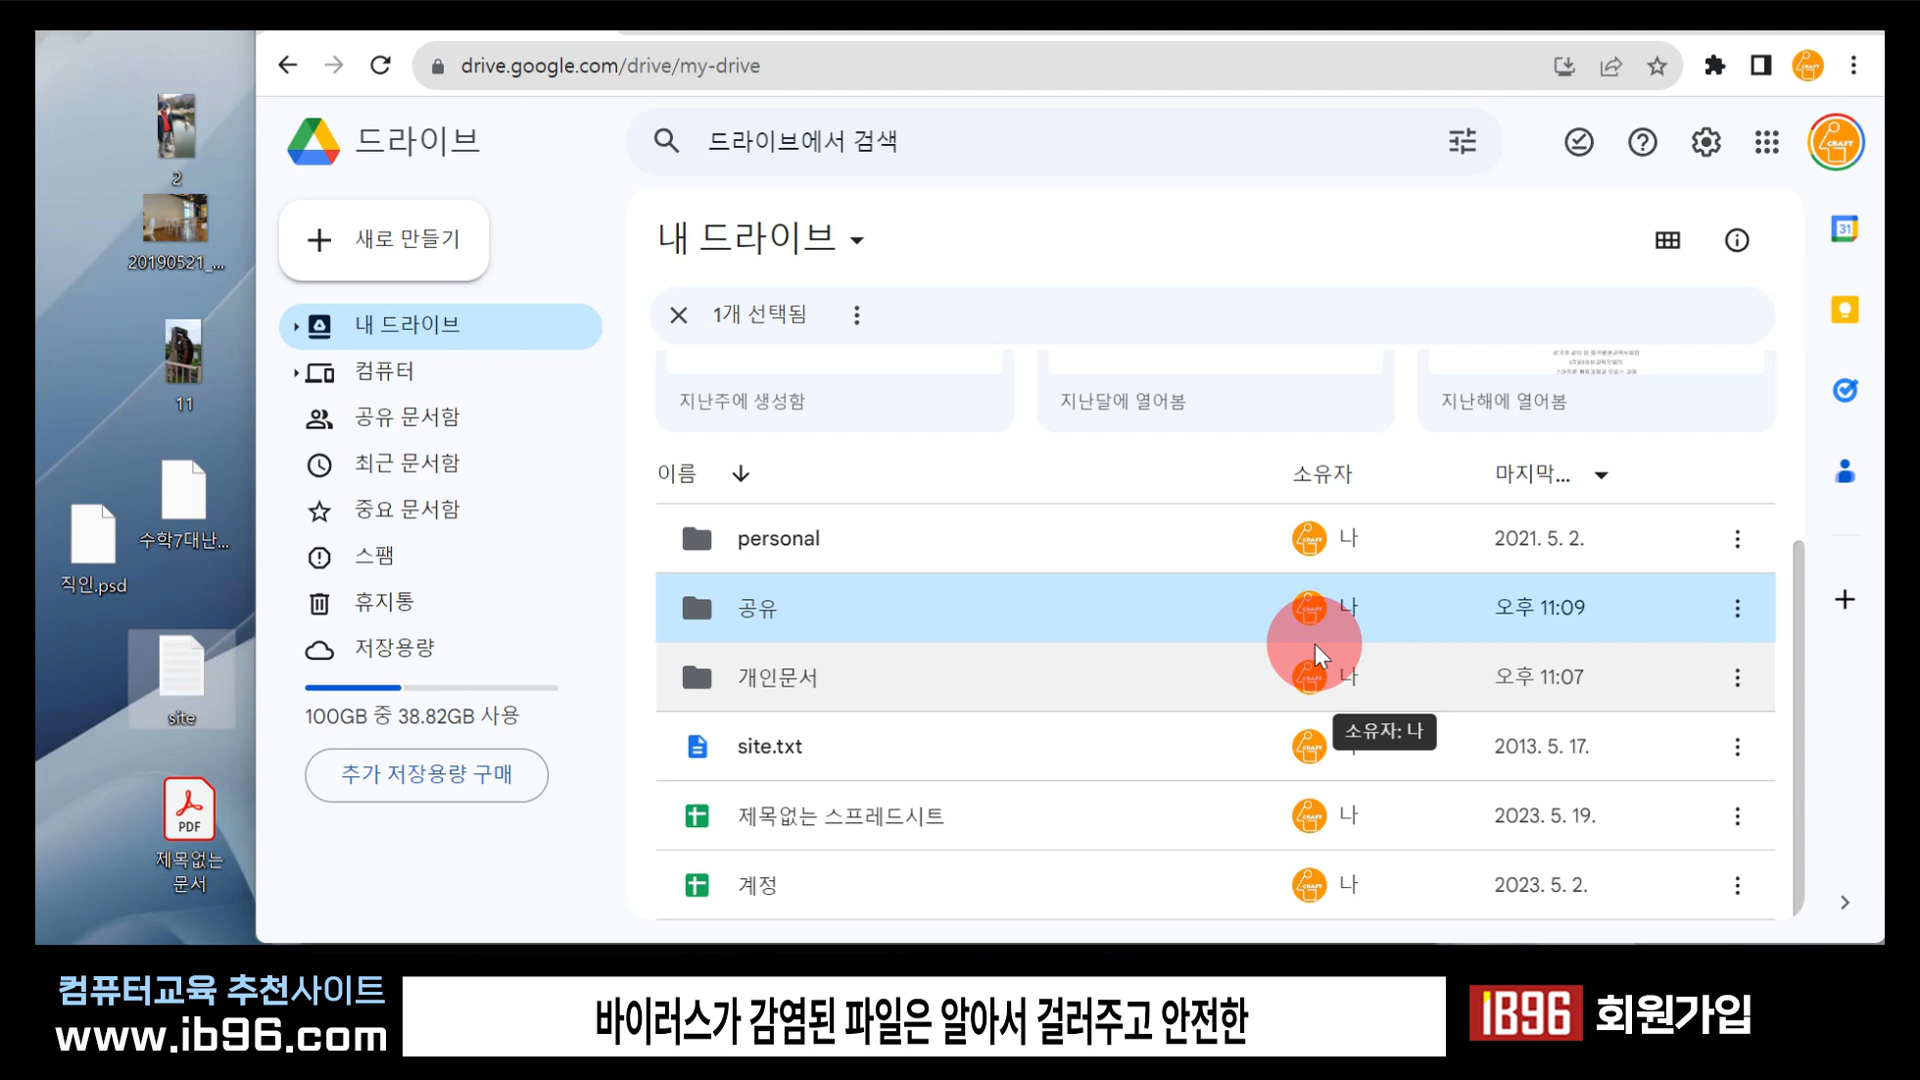 drive.google.com/drive/my-drive
드라이브
드라이브에서 검색
새로 만들기
내 드라이브
컴퓨터
공유 문서함
최근 문서함
중요 문서함
스팸
휴지통
저장용량
100GB 중 38.82GB 사용
추가 저장용량 구매
내 드라이브
1개 선택됨
지난주에 생성함
지난달에 열어봄
지난해에 열어봄
이름
소유자
마지막...
personal
나
2021. 5. 2.
공유
나
오후 11:09
개인문서
나
오후 11:07
소유자: 나
site.txt
2013. 5. 17.
제목없는 스프레드시트
나
2023. 5. 19.
계정
나
2023. 5. 2.
31
2
20190521_...
11
수학7대난...
직인.psd
site
PDF
제목없는
문서
컴퓨터교육 추천사이트
www.ib96.com
바이러스가 감염된 파일은 알아서 걸러주고 안전한
IB96 회원가입